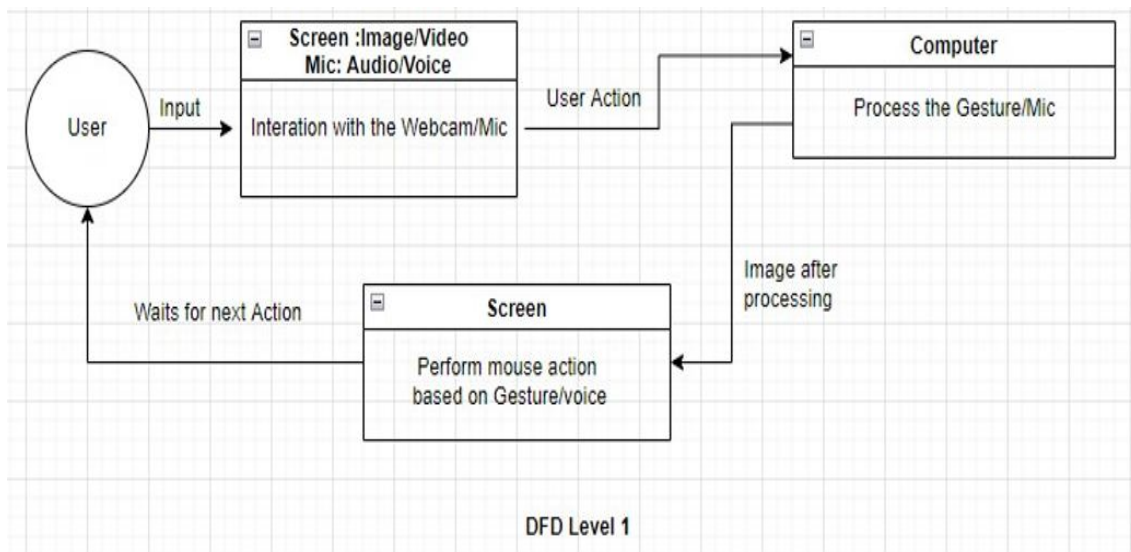 Screen :Image/Video
Mic: Audio/Voice
User
Input
Interation with the Webcam/Mic
User Action
Computer
Process the Gesture/Mic
Image after
processing
Screen
Perform mouse action
based on Gesture/voice
Waits for next Action
DFD Level 1